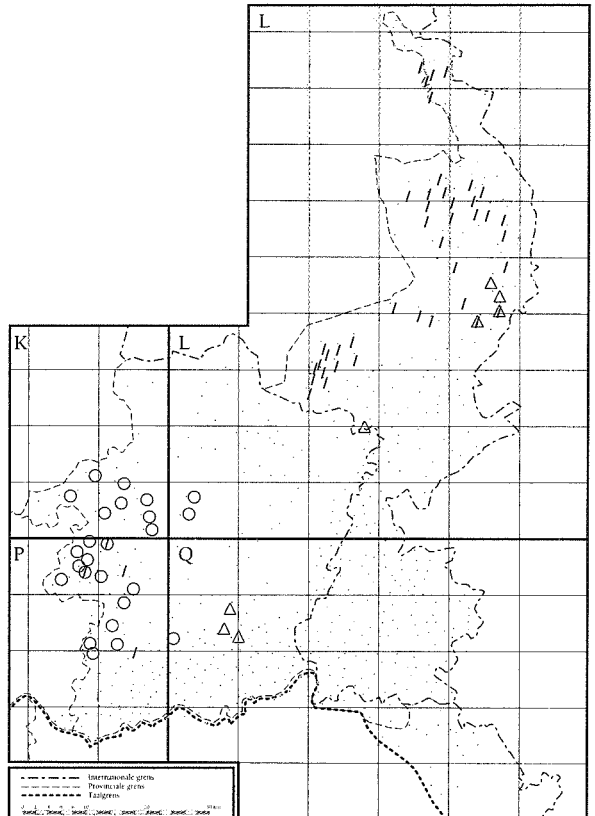 L
K L
P Q
Internationale grens
Provinciale grens
Taalgrens